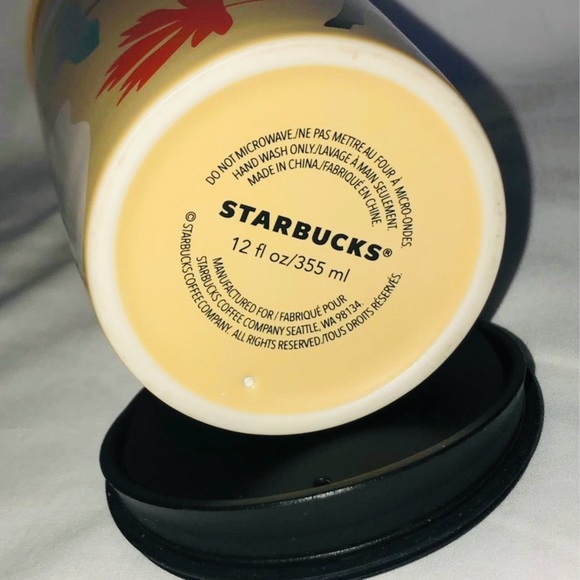 DO NOT MICROWAVE./NE PAS METTRE AU FOUR À MICRO-ONDES.
HAND WASH ONLY./LAVAGE À MAIN SEULEMENT.
MADE IN CHINA./FABRIQUÉ EN CHINE.
STARBUCKS®
12 fl oz/355 ml
MANUFACTURED FOR / FABRIQUÉ POUR
STARBUCKS COFFEE COMPANY SEATTLE, WA 98134.
© STARBUCKS COFFEE COMPANY. ALL RIGHTS RESERVED./TOUS DROITS RÉSERVÉS.